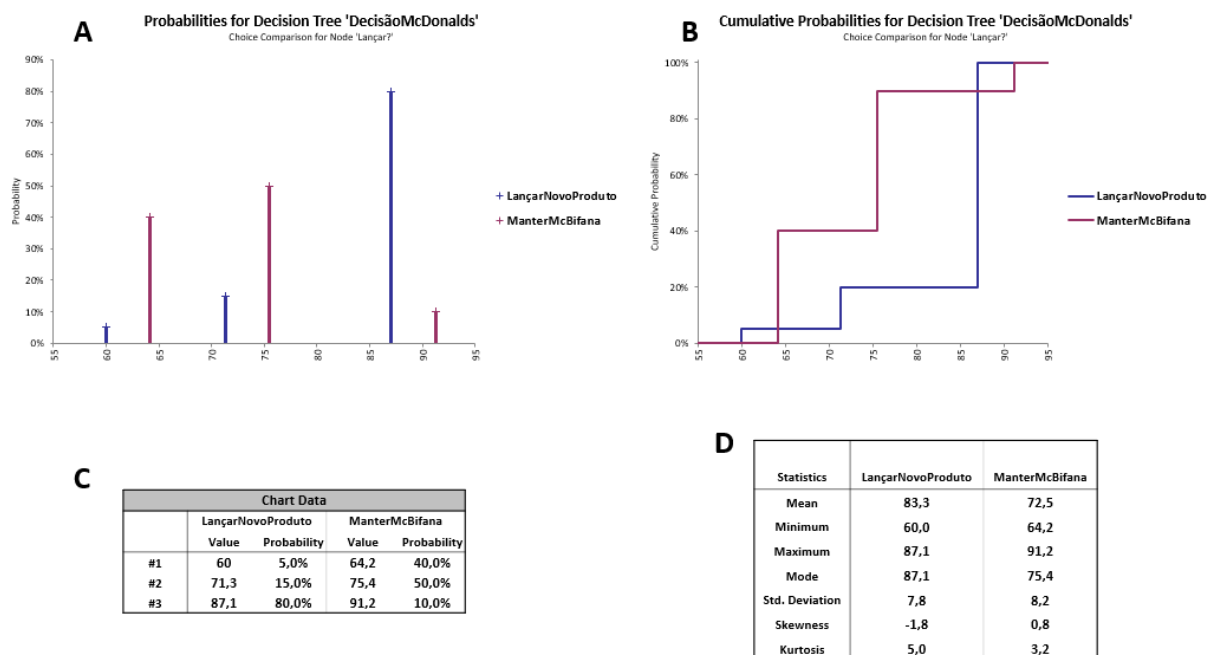 A
Probabilities for Decision Tree 'DecisãoMcDonalds'
Choice Comparison for Node 'Lançar?'
90%
80%
70%
60%
50%
40%
30%
20%
10%
0%
Probability
55
60
65
70
75
80
85
90
95
LançarNovoProduto
ManterMcBifana
B
Cumulative Probabilities for Decision Tree 'DecisãoMcDonalds'
Choice Comparison for Node 'Lançar?'
100%
80%
60%
40%
20%
0%
Cumulative Probability
55
60
65
70
75
80
85
90
95
LançarNovoProduto
ManterMcBifana
C
Chart Data
LançarNovoProduto ManterMcBifana
Value Probability Value Probability
#1 60 5,0% 64,2 40,0%
#2 71,3 15,0% 75,4 50,0%
#3 87,1 80,0% 91,2 10,0%
D
Statistics LançarNovoProduto ManterMcBifana
Mean 83,3 72,5
Minimum 60,0 64,2
Maximum 87,1 91,2
Mode 87,1 75,4
Std. Deviation 7,8 8,2
Skewness -1,8 0,8
Kurtosis 5,0 3,2